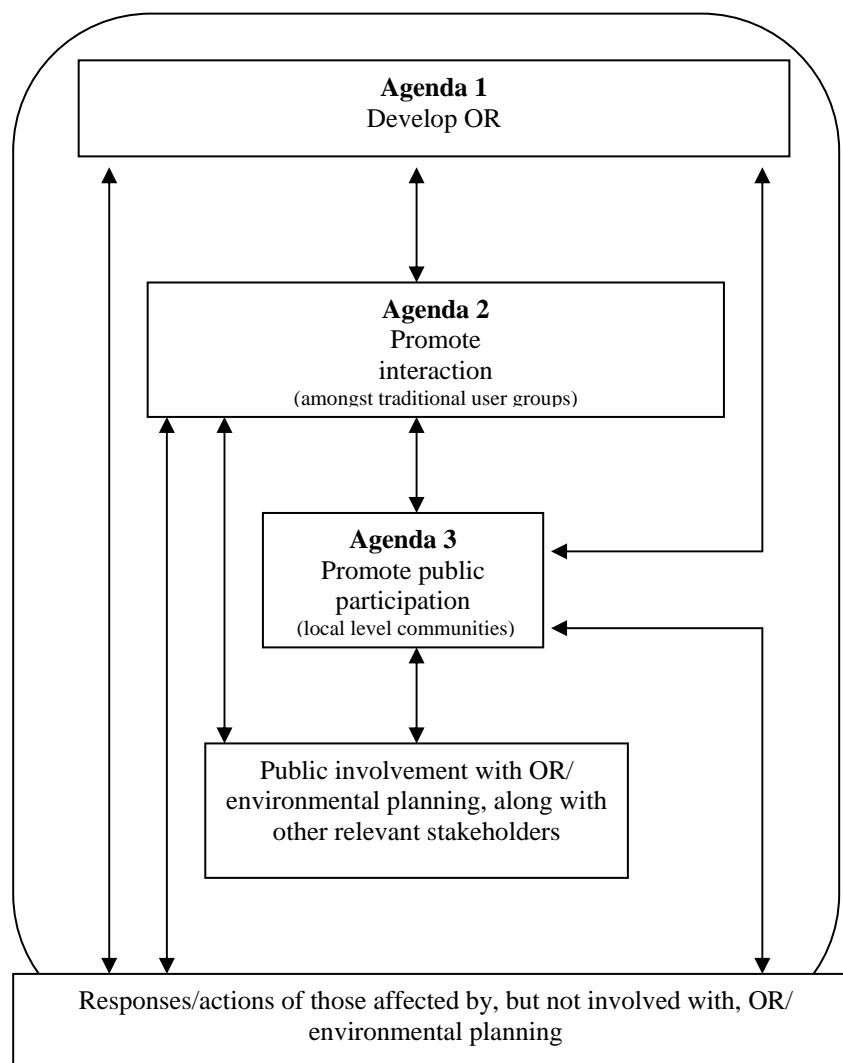 Agenda 1
Develop OR
Agenda 2
Promote
interaction
(amongst traditional user groups)
Agenda 3
Promote public
participation
(local level communities)
Public involvement with OR/
environmental planning, along with
other relevant stakeholders
Responses/actions of those affected by, but not involved with, OR/
environmental planning